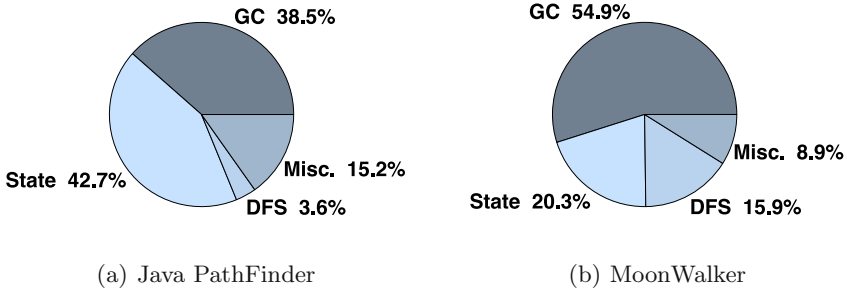 GC 38.5%
State 42.7%
Misc. 15.2%
DFS 3.6%
(a) Java PathFinder
GC 54.9%
Misc. 8.9%
State 20.3%
DFS 15.9%
(b) MoonWalker